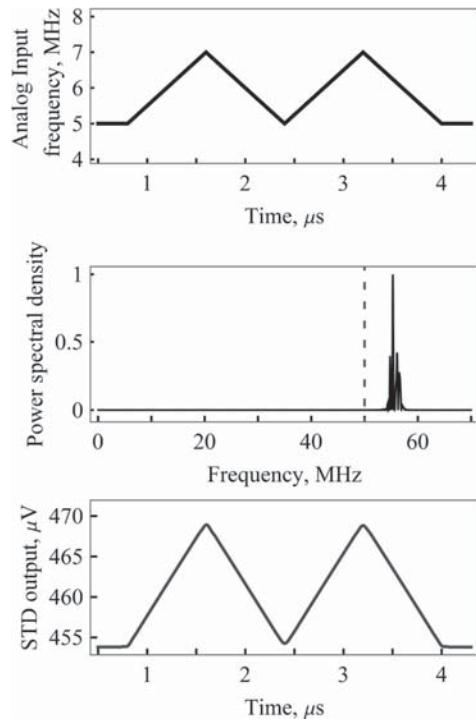 Analog Input
frequency, MHz
8
7
6
5
4
1 2 3 4
Time, μs
Power spectral density
1
0.5
0
0 20 40 60
Frequency, MHz
STD output, μV
470
465
460
455
1 2 3 4
Time, μs